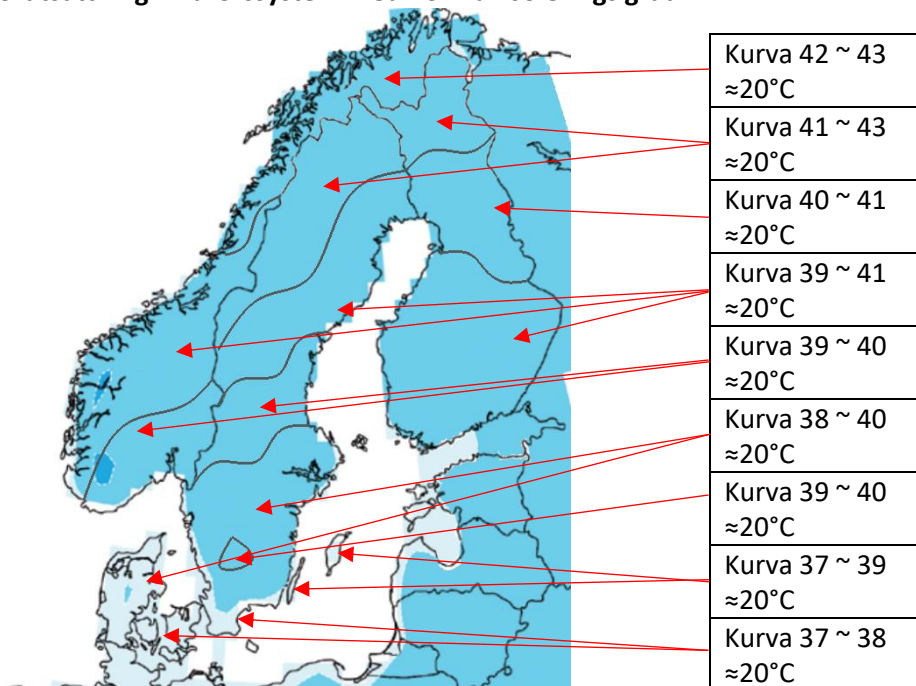 Kurva 42 ~ 43
≈20°C
Kurva 41 ~ 43
≈20°C
Kurva 40 ~ 41
≈20°C
Kurva 39 ~ 41
≈20°C
Kurva 39 ~ 40
≈20°C
Kurva 38 ~ 40
≈20°C
Kurva 39 ~ 40
≈20°C
Kurva 37 ~ 39
≈20°C
Kurva 37 ~ 38
≈20°C